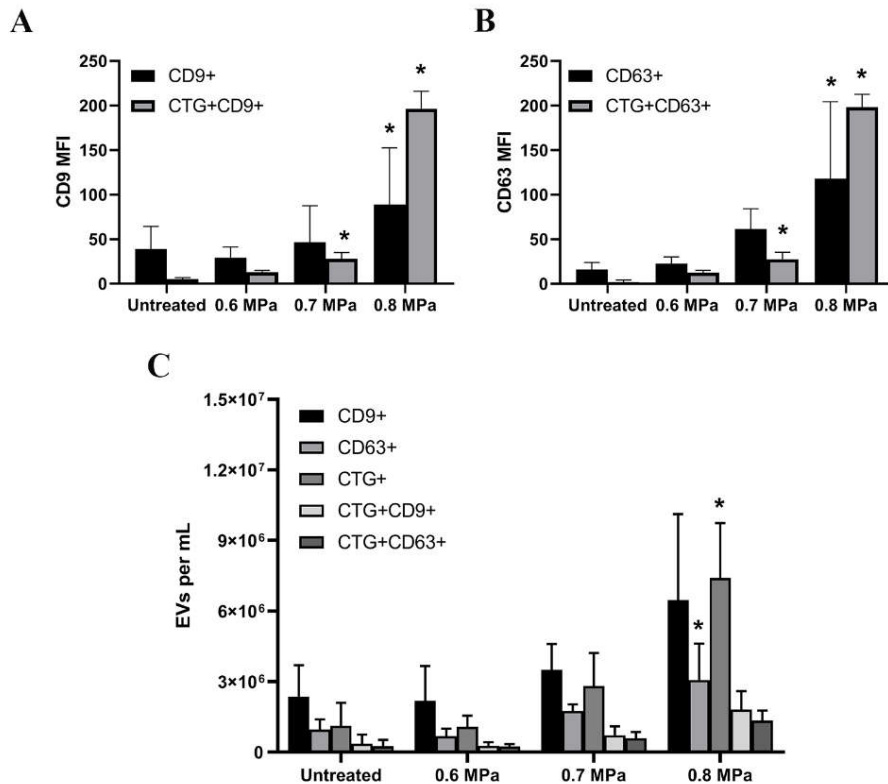 A
CD9 MFI
250
200
150
100
50
0
CD9+
CTG+CD9+
*
*
*
Untreated 0.6 MPa 0.7 MPa 0.8 MPa
B
CD63 MFI
250
200
150
100
50
0
CD63+
CTG+CD63+
*
*
*
Untreated 0.6 MPa 0.7 MPa 0.8 MPa
C
EVs per mL
1.5×10⁷
1.2×10⁷
9×10⁶
6×10⁶
3×10⁶
0
CD9+
CD63+
CTG+
CTG+CD9+
CTG+CD63+
*
*
Untreated 0.6 MPa 0.7 MPa 0.8 MPa